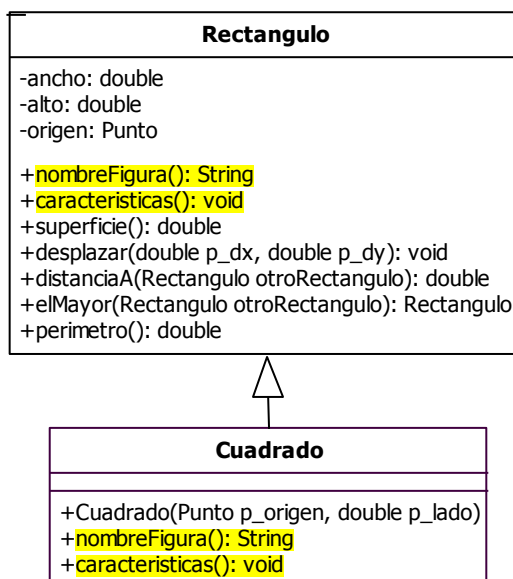 Rectangulo
-ancho: double
-alto: double
-origen: Punto
+nombreFigura(): String
+caracteristicas(): void
+superficie(): double
+desplazar(double p_dx, double p_dy): void
+distanciaA(Rectangulo otroRectangulo): double
+elMayor(Rectangulo otroRectangulo): Rectangulo
+perimetro(): double
Cuadrado
+Cuadrado(Punto p_origen, double p_lado)
+nombreFigura(): String
+caracteristicas(): void